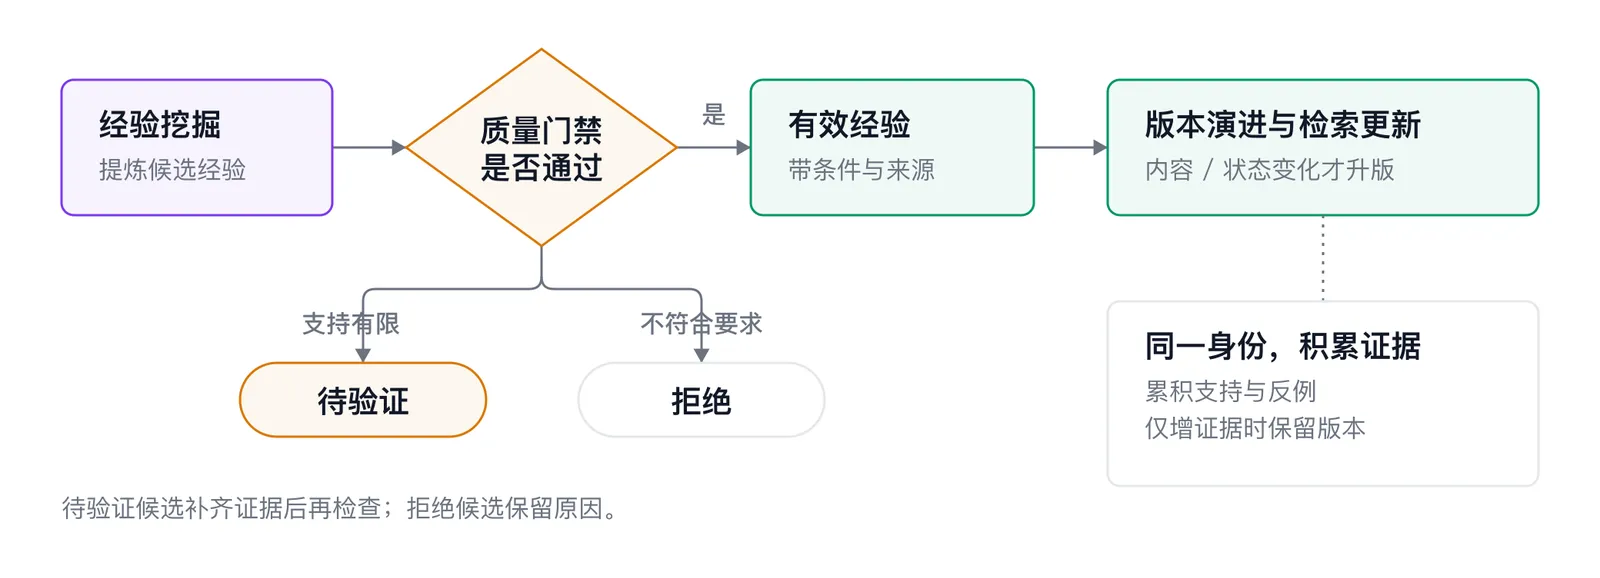 经验挖掘
提炼候选经验
质量门禁
是否通过
是
有效经验
带条件与来源
版本演进与检索更新
内容 / 状态变化才升版
支持有限
不符合要求
待验证
拒绝
同一身份，积累证据
累积支持与反例
仅增证据时保留版本
待验证候选补齐证据后再检查；拒绝候选保留原因。